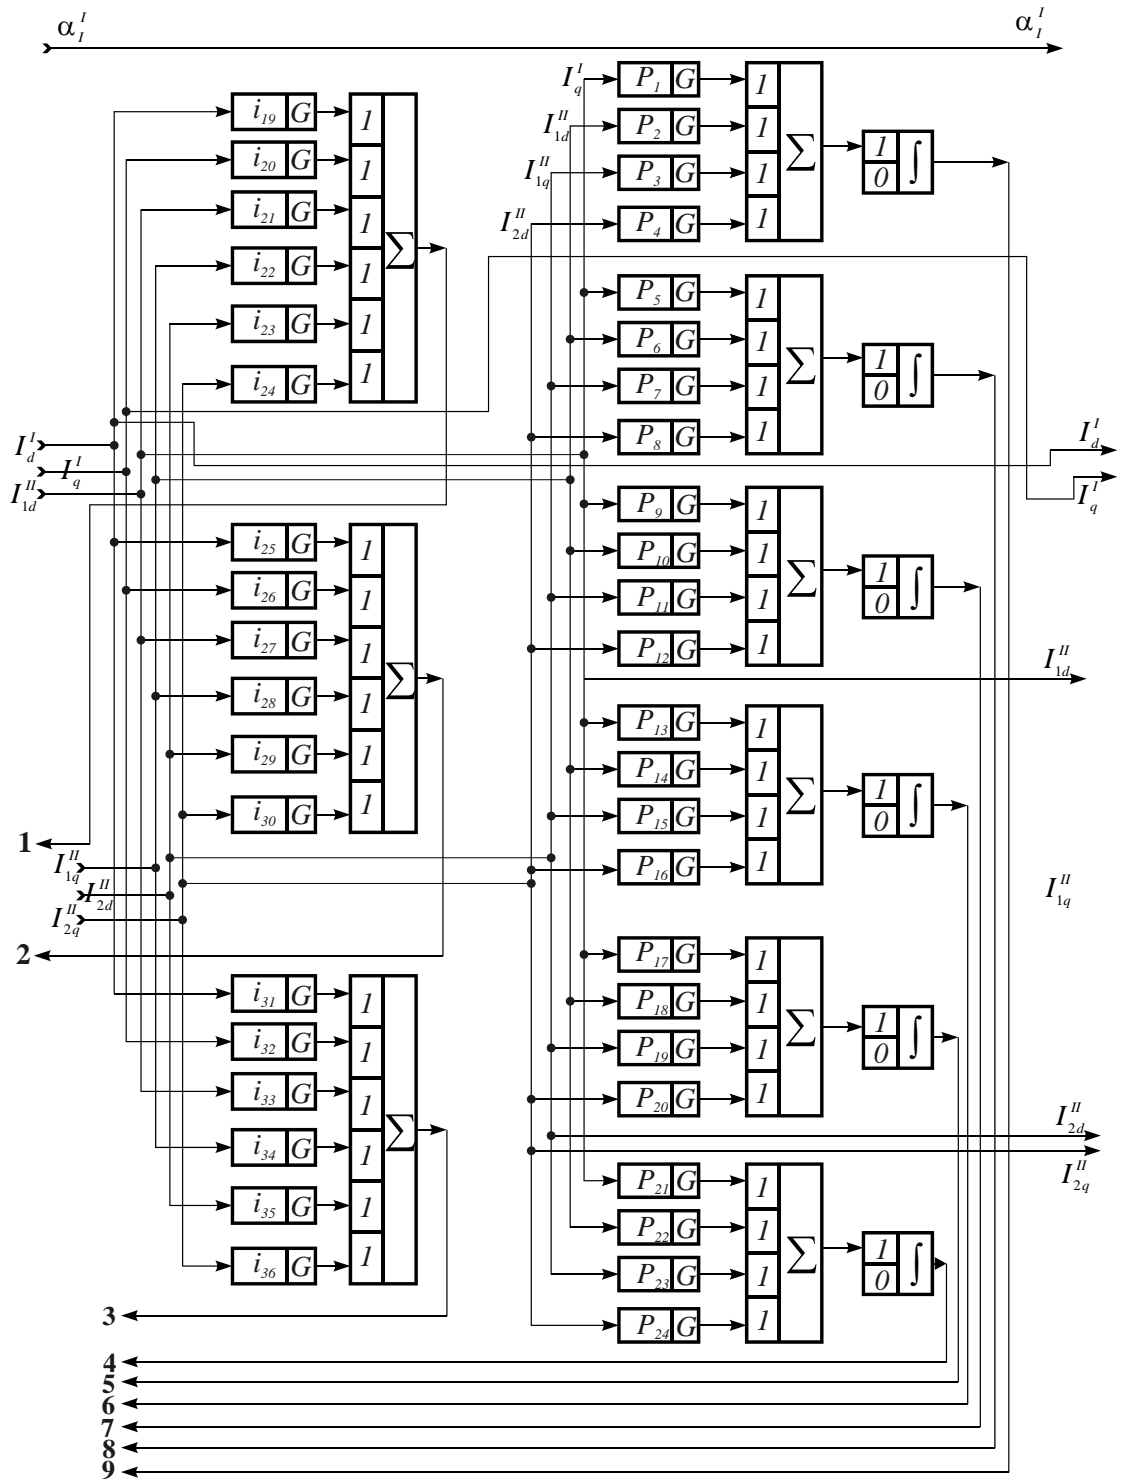 α_I^I α_I^I
I_q^I P_1 G 1
i_19 G 1
I_1d^II P_2 G 1
i_20 G 1
I_1q^II P_3 G 1 Σ 1 0 ∫
i_21 G 1
I_2d^II P_4 G 1
i_22 G 1 Σ
P_5 G 1
i_23 G 1
P_6 G 1
i_24 G 1
P_7 G 1 Σ 1 0 ∫
P_8 G 1
I_d^I I_d^I
I_q^I
I_1d^II I_q^I
P_9 G 1
i_25 G 1
P_10 G 1
i_26 G 1
P_11 G 1 Σ 1 0 ∫
i_27 G 1
P_12 G 1
I_1d^II
i_28 G 1 Σ
P_13 G 1
i_29 G 1
P_14 G 1
i_30 G 1
P_15 G 1 Σ 1 0 ∫
1
I_1q^II P_16 G 1
I_2d^II I_1q^II
I_2q^II
2 P_17 G 1
i_31 G 1
P_18 G 1
i_32 G 1
P_19 G 1 Σ 1 0 ∫
i_33 G 1
P_20 G 1
I_2d^II
i_34 G 1 Σ
I_2q^II
P_21 G 1
i_35 G 1
P_22 G 1
i_36 G 1
P_23 G 1 Σ 1 0 ∫
3 P_24 G 1
4
5
6
7
8
9